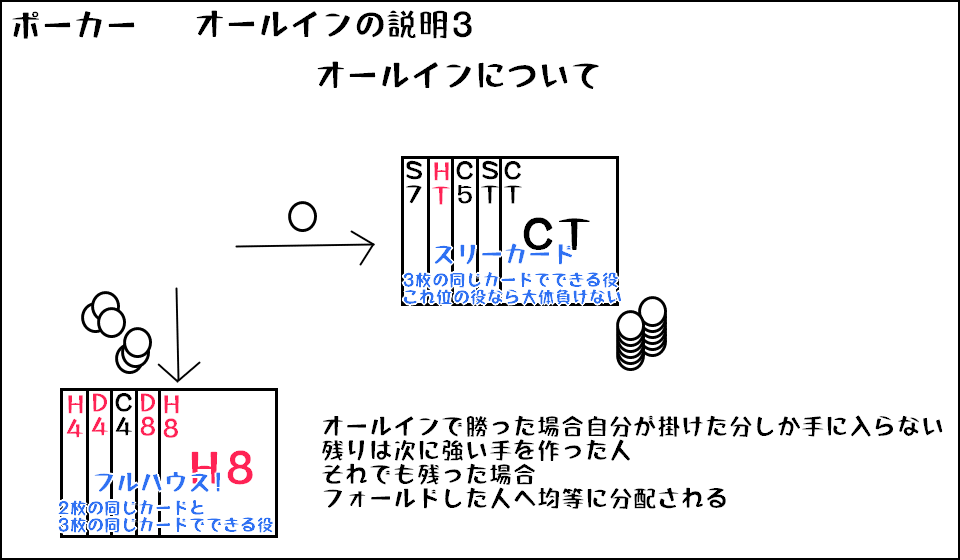 ポーカー　　オールインの説明3
オールインについて
S H C S C
7 T 5 T T
CT
スリーカード
3枚の同じカードでできる役
これ位の役なら大体負けない
H D C D H
4 4 4 8 8
H8
フルハウス!
2枚の同じカードと
3枚の同じカードでできる役
オールインで勝った場合自分が掛けた分しか手に入らない
残りは次に強い手を作った人
それでも残った場合
フォールドした人へ均等に分配される